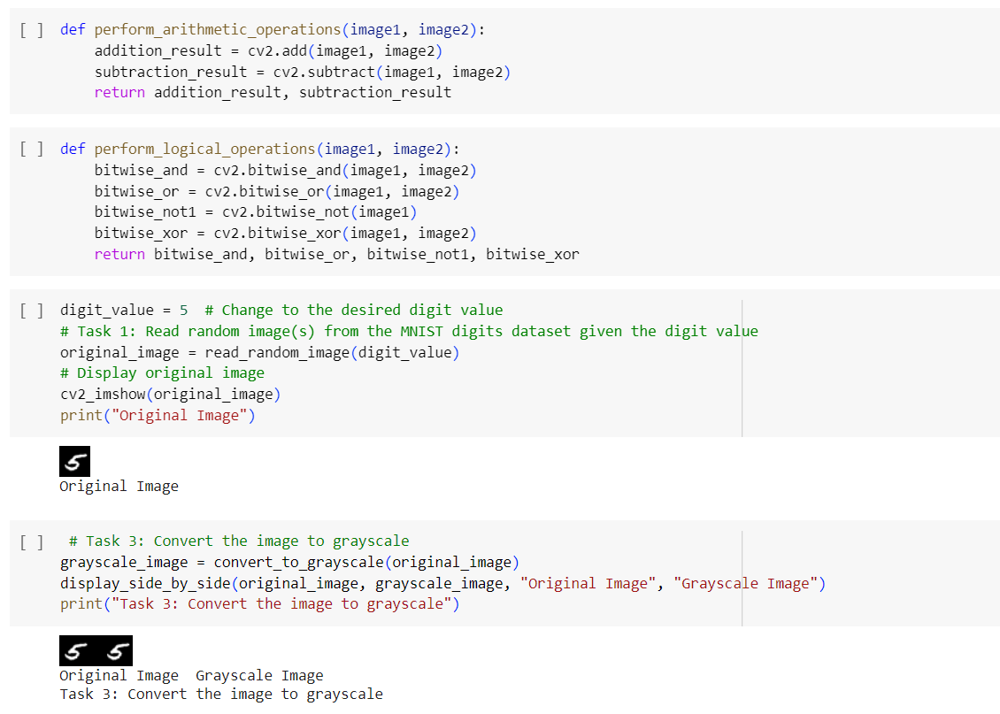 [ ] def perform_arithmetic_operations(image1, image2):
addition_result = cv2.add(image1, image2)
subtraction_result = cv2.subtract(image1, image2)
return addition_result, subtraction_result
[ ] def perform_logical_operations(image1, image2):
bitwise_and = cv2.bitwise_and(image1, image2)
bitwise_or = cv2.bitwise_or(image1, image2)
bitwise_not1 = cv2.bitwise_not(image1)
bitwise_xor = cv2.bitwise_xor(image1, image2)
return bitwise_and, bitwise_or, bitwise_not1, bitwise_xor
[ ] digit_value = 5  # Change to the desired digit value
# Task 1: Read random image(s) from the MNIST digits dataset given the digit value
original_image = read_random_image(digit_value)
# Display original image
cv2_imshow(original_image)
print("Original Image")
5
Original Image
[ ] # Task 3: Convert the image to grayscale
grayscale_image = convert_to_grayscale(original_image)
display_side_by_side(original_image, grayscale_image, "Original Image", "Grayscale Image")
print("Task 3: Convert the image to grayscale")
5 5
Original Image  Grayscale Image
Task 3: Convert the image to grayscale